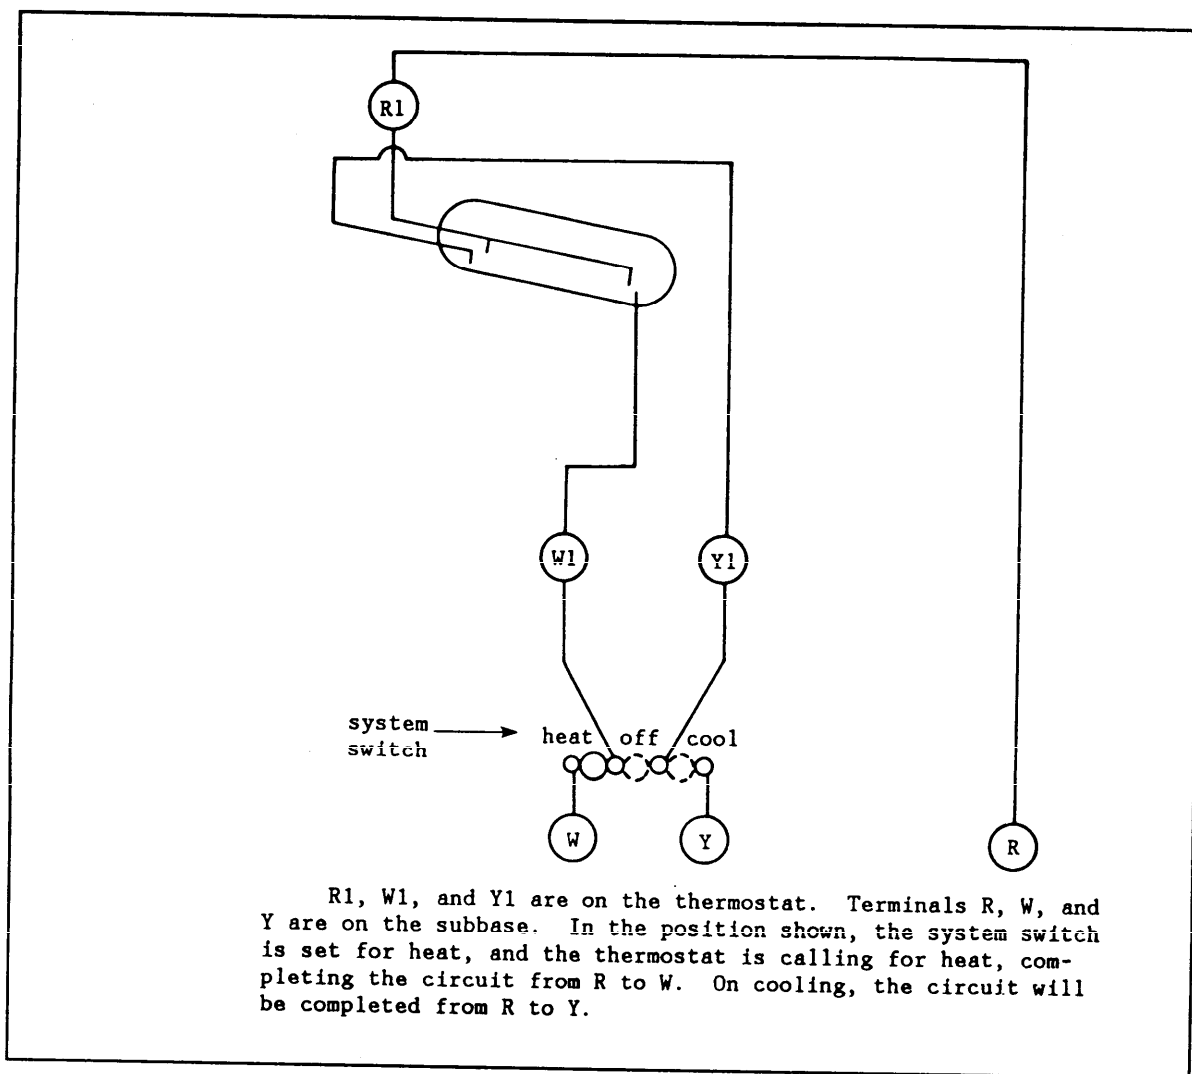 R1
W1
Y1
system
switch
heat off cool
W
Y
R
R1, W1, and Y1 are on the thermostat. Terminals R, W, and
Y are on the subbase. In the position shown, the system switch
is set for heat, and the thermostat is calling for heat, com-
pleting the circuit from R to W. On cooling, the circuit will
be completed from R to Y.